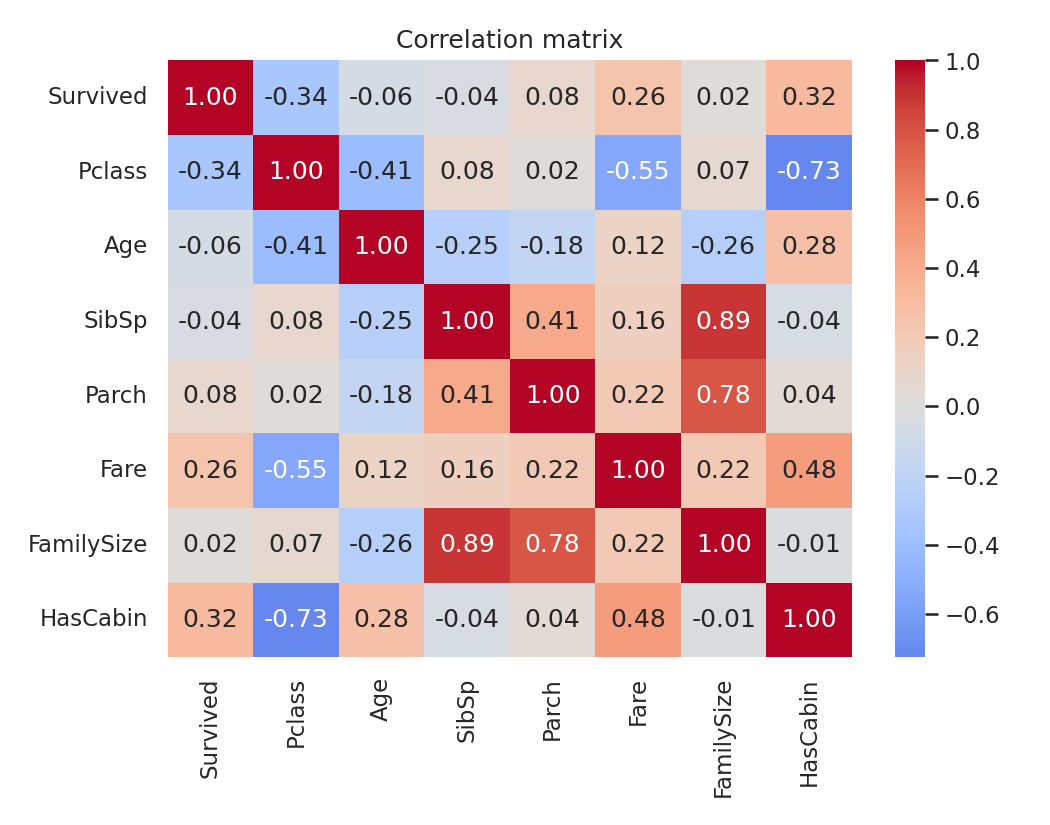 Correlation matrix
Survived 1.00 -0.34 -0.06 -0.04 0.08 0.26 0.02 0.32
Pclass -0.34 1.00 -0.41 0.08 0.02 -0.55 0.07 -0.73
Age -0.06 -0.41 1.00 -0.25 -0.18 0.12 -0.26 0.28
SibSp -0.04 0.08 -0.25 1.00 0.41 0.16 0.89 -0.04
Parch 0.08 0.02 -0.18 0.41 1.00 0.22 0.78 0.04
Fare 0.26 -0.55 0.12 0.16 0.22 1.00 0.22 0.48
FamilySize 0.02 0.07 -0.26 0.89 0.78 0.22 1.00 -0.01
HasCabin 0.32 -0.73 0.28 -0.04 0.04 0.48 -0.01 1.00
Survived Pclass Age SibSp Parch Fare FamilySize HasCabin
1.0
0.8
0.6
0.4
0.2
0.0
−0.2
−0.4
−0.6